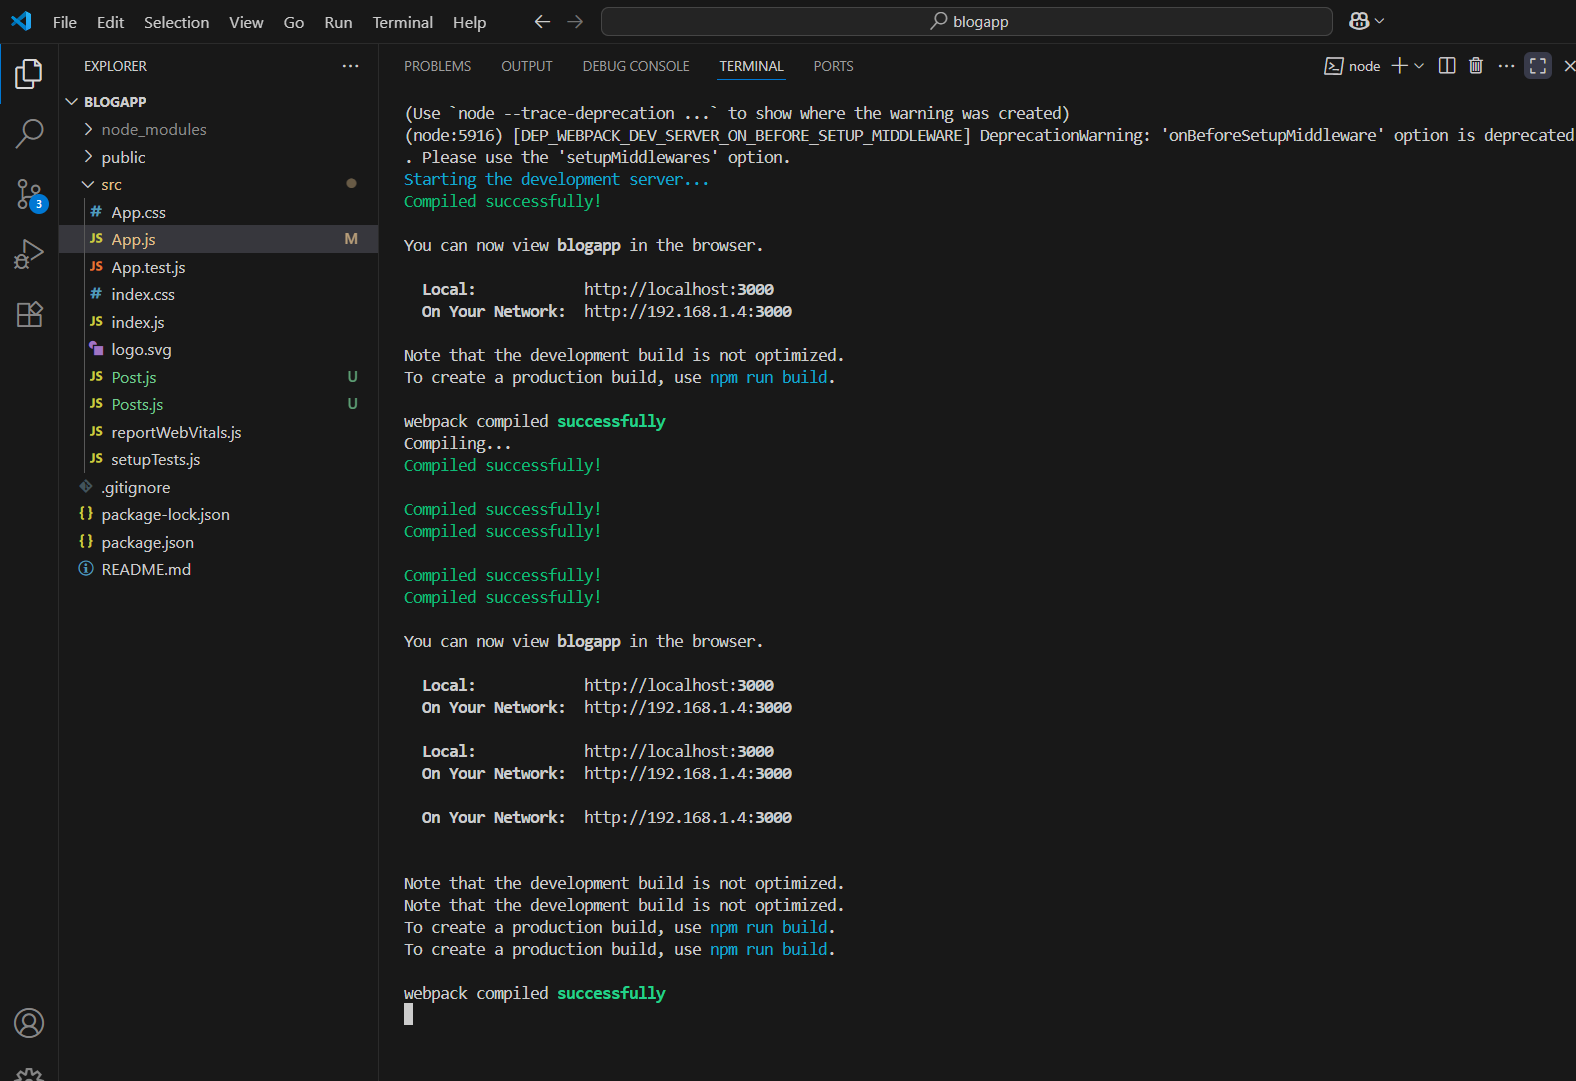 File Edit Selection View Go Run Terminal Help
blogapp
EXPLORER
BLOGAPP
node_modules
public
src
# App.css
JS App.js M
JS App.test.js
# index.css
JS index.js
logo.svg
JS Post.js U
JS Posts.js U
JS reportWebVitals.js
JS setupTests.js
.gitignore
{} package-lock.json
{} package.json
README.md
3
PROBLEMS OUTPUT DEBUG CONSOLE TERMINAL PORTS
node
(Use `node --trace-deprecation ...` to show where the warning was created)
(node:5916) [DEP_WEBPACK_DEV_SERVER_ON_BEFORE_SETUP_MIDDLEWARE] DeprecationWarning: 'onBeforeSetupMiddleware' option is deprecated
. Please use the 'setupMiddlewares' option.
Starting the development server...
Compiled successfully!
You can now view blogapp in the browser.
Local: http://localhost:3000
On Your Network: http://192.168.1.4:3000
Note that the development build is not optimized.
To create a production build, use npm run build.
webpack compiled successfully
Compiling...
Compiled successfully!
Compiled successfully!
Compiled successfully!
Compiled successfully!
Compiled successfully!
You can now view blogapp in the browser.
Local: http://localhost:3000
On Your Network: http://192.168.1.4:3000
Local: http://localhost:3000
On Your Network: http://192.168.1.4:3000
On Your Network: http://192.168.1.4:3000
Note that the development build is not optimized.
Note that the development build is not optimized.
To create a production build, use npm run build.
To create a production build, use npm run build.
webpack compiled successfully